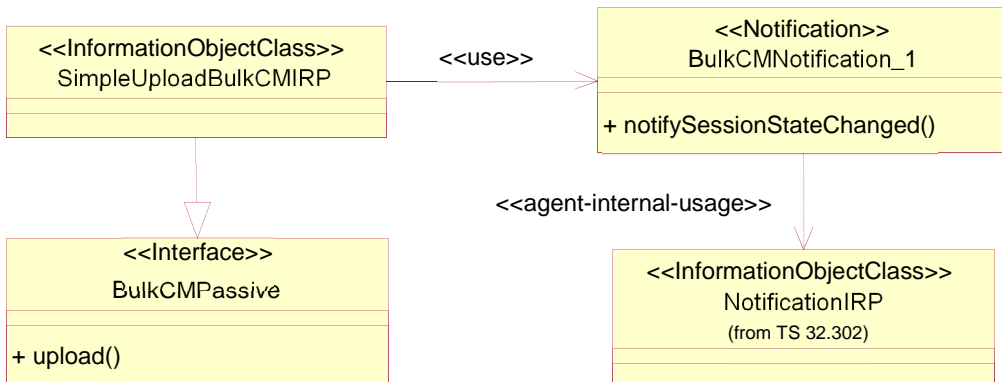 <<InformationObjectClass>>
SimpleUploadBulkCMIRP
<<use>>
<<Notification>>
BulkCMNotification_1
+ notifySessionStateChanged()
<<agent-internal-usage>>
<<Interface>>
BulkCMPassive
+ upload()
<<InformationObjectClass>>
NotificationIRP
(from TS 32.302)